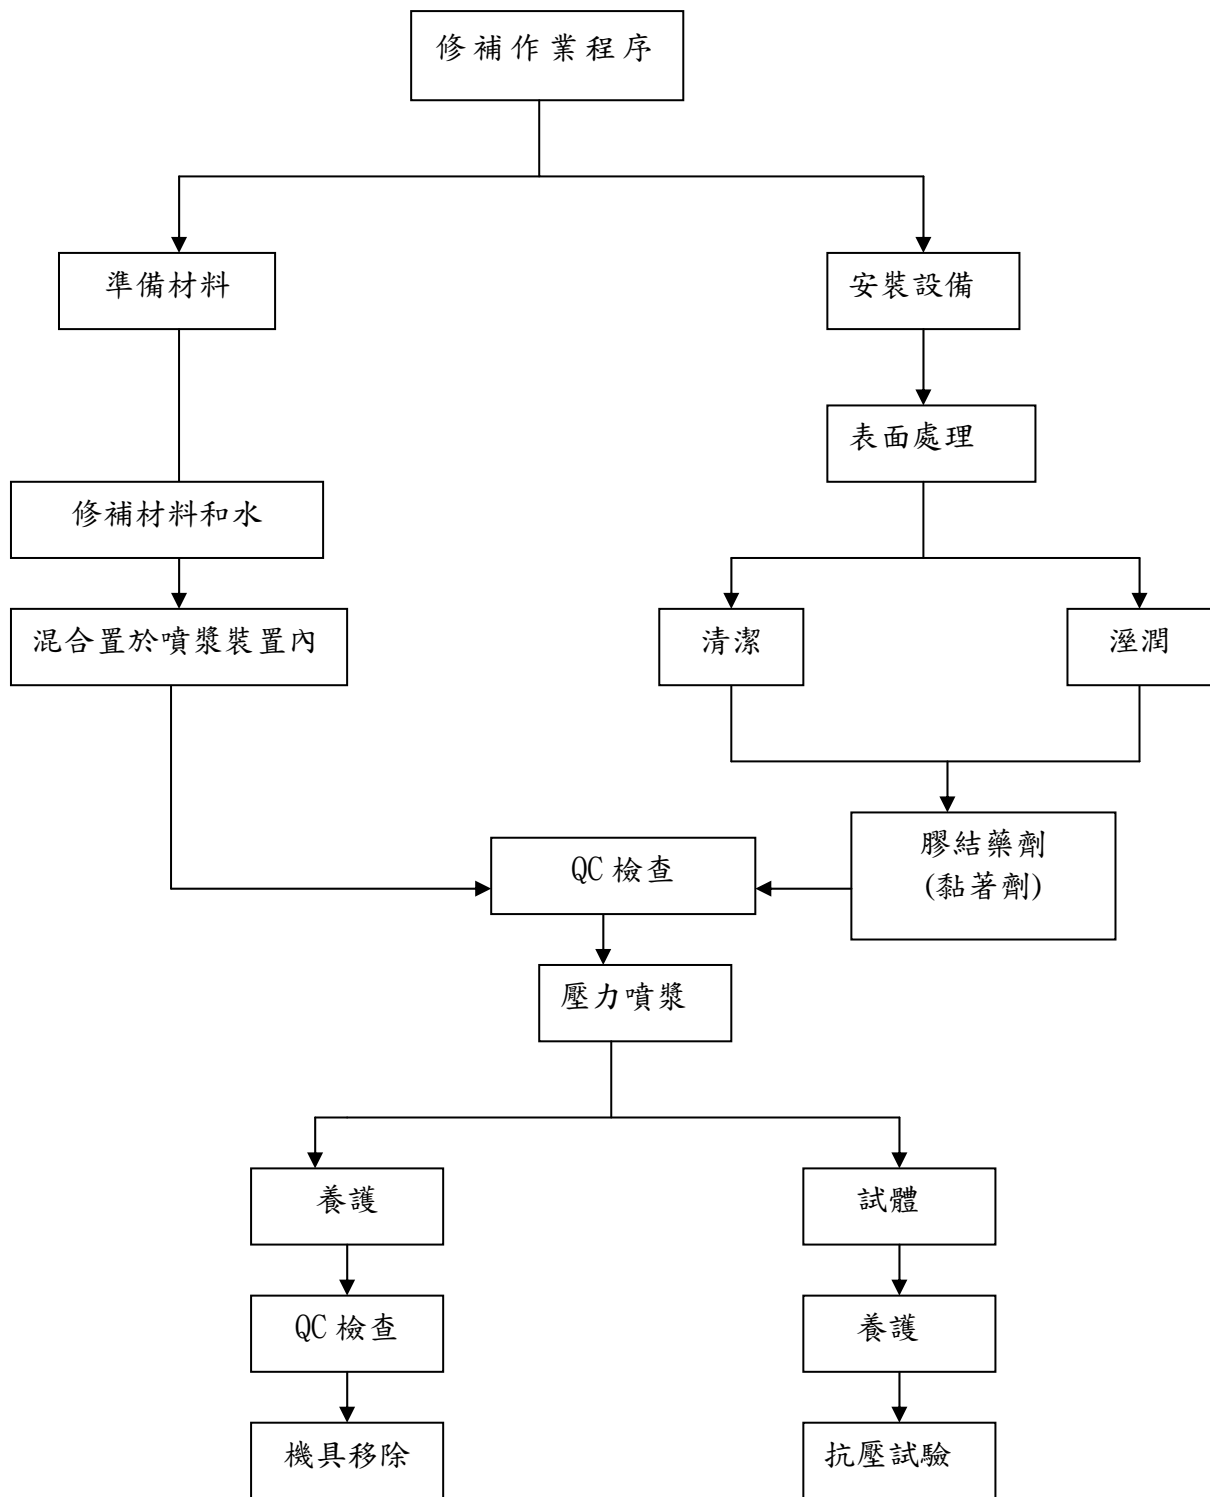 修補作業程序
準備材料
安裝設備
表面處理
修補材料和水
混合置於噴漿裝置內
清潔
溼潤
膠結藥劑
(黏著劑)
QC 檢查
壓力噴漿
養護
試體
QC 檢查
養護
機具移除
抗壓試驗